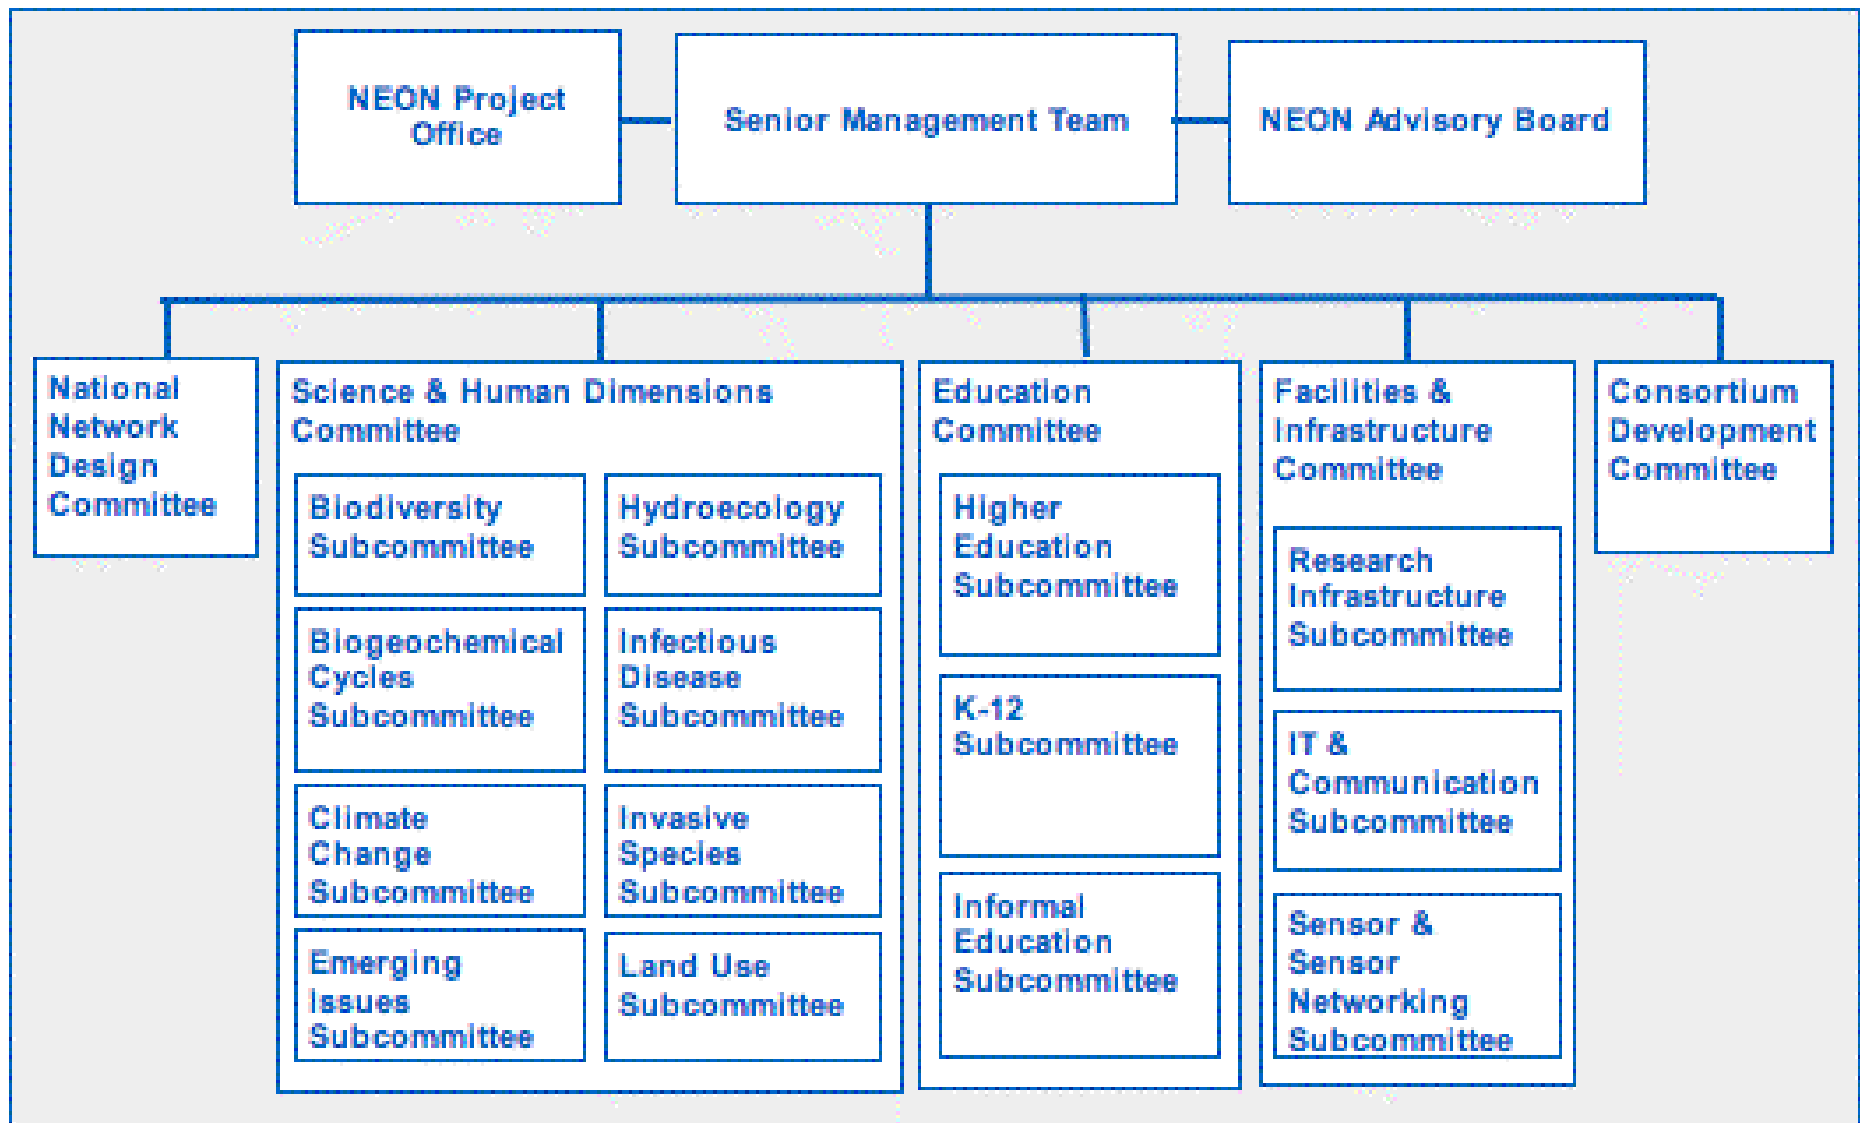 NEON Project
Office
Senior Management Team
NEON Advisory Board
National
Network
Design
Committee
Science & Human Dimensions
Committee
Biodiversity
Subcommittee
Hydroecology
Subcommittee
Biogeochemical
Cycles
Subcommittee
Infectious
Disease
Subcommittee
Climate
Change
Subcommittee
Invasive
Species
Subcommittee
Emerging
Issues
Subcommittee
Land Use
Subcommittee
Education
Committee
Higher
Education
Subcommittee
K-12
Subcommittee
Informal
Education
Subcommittee
Facilities &
Infrastructure
Committee
Research
Infrastructure
Subcommittee
IT &
Communication
Subcommittee
Sensor &
Sensor
Networking
Subcommittee
Consortium
Development
Committee